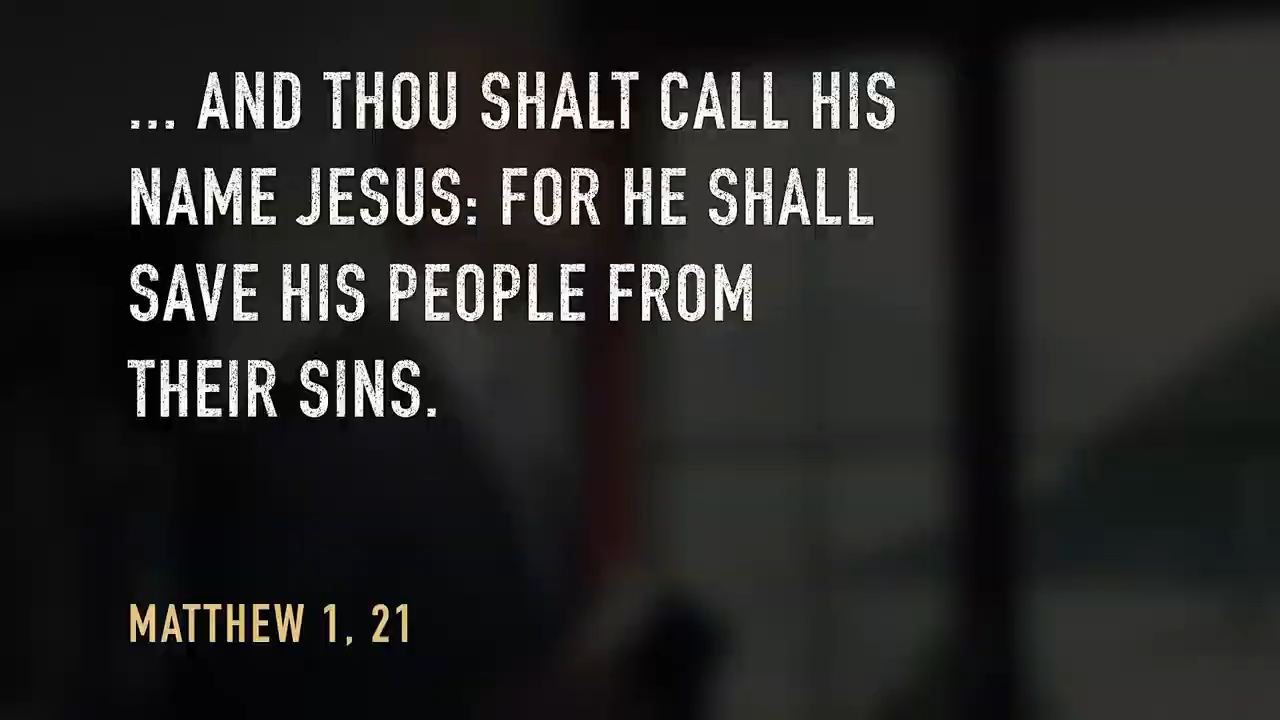 ... AND THOU SHALT CALL HIS
NAME JESUS: FOR HE SHALL
SAVE HIS PEOPLE FROM
THEIR SINS.
MATTHEW 1, 21